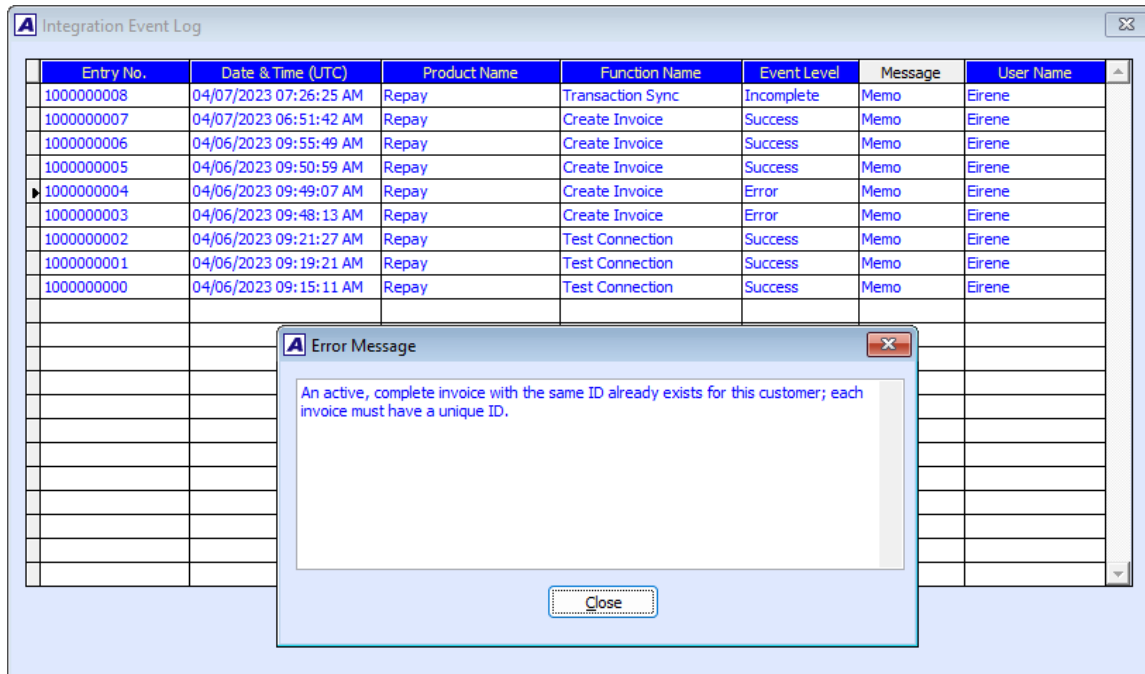 A Integration Event Log
Entry No. Date & Time (UTC) Product Name Function Name Event Level Message User Name
1000000008 04/07/2023 07:26:25 AM Repay Transaction Sync Incomplete Memo Eirene
1000000007 04/07/2023 06:51:42 AM Repay Create Invoice Success Memo Eirene
1000000006 04/06/2023 09:55:49 AM Repay Create Invoice Success Memo Eirene
1000000005 04/06/2023 09:50:59 AM Repay Create Invoice Success Memo Eirene
1000000004 04/06/2023 09:49:07 AM Repay Create Invoice Error Memo Eirene
1000000003 04/06/2023 09:48:13 AM Repay Create Invoice Error Memo Eirene
1000000002 04/06/2023 09:21:27 AM Repay Test Connection Success Memo Eirene
1000000001 04/06/2023 09:19:21 AM Repay Test Connection Success Memo Eirene
1000000000 04/06/2023 09:15:11 AM Repay Test Connection Success Memo Eirene
A Error Message
An active, complete invoice with the same ID already exists for this customer; each
invoice must have a unique ID.
Close